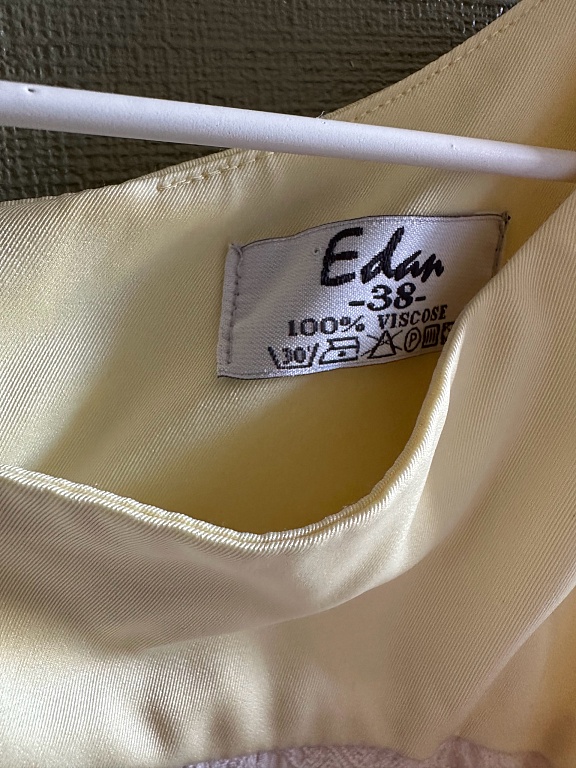 Edan
-38-
100% VISCOSE
30° P